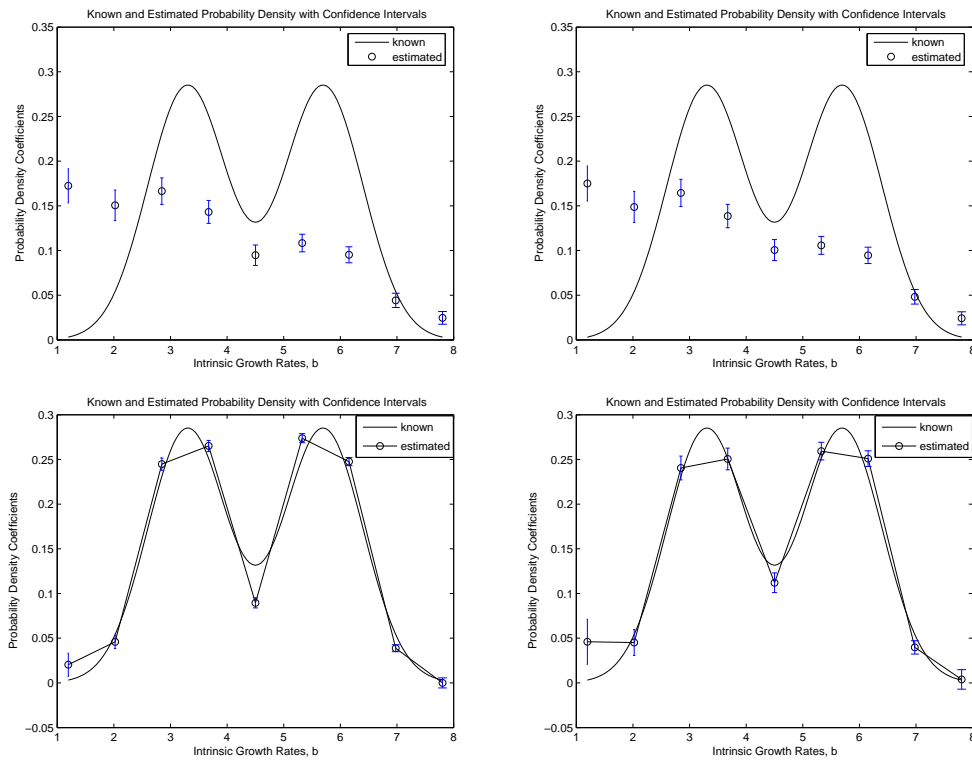 Known and Estimated Probability Density with Confidence Intervals
known
estimated
Probability Density Coefficients
0.35
0.3
0.25
0.2
0.15
0.1
0.05
0
1 2 3 4 5 6 7 8
Intrinsic Growth Rates, b
Known and Estimated Probability Density with Confidence Intervals
known
estimated
Probability Density Coefficients
0.35
0.3
0.25
0.2
0.15
0.1
0.05
0
1 2 3 4 5 6 7 8
Intrinsic Growth Rates, b
Known and Estimated Probability Density with Confidence Intervals
known
estimated
Probability Density Coefficients
0.3
0.25
0.2
0.15
0.1
0.05
0
−0.05
1 2 3 4 5 6 7 8
Intrinsic Growth Rates, b
Known and Estimated Probability Density with Confidence Intervals
known
estimated
Probability Density Coefficients
0.3
0.25
0.2
0.15
0.1
0.05
0
−0.05
1 2 3 4 5 6 7 8
Intrinsic Growth Rates, b